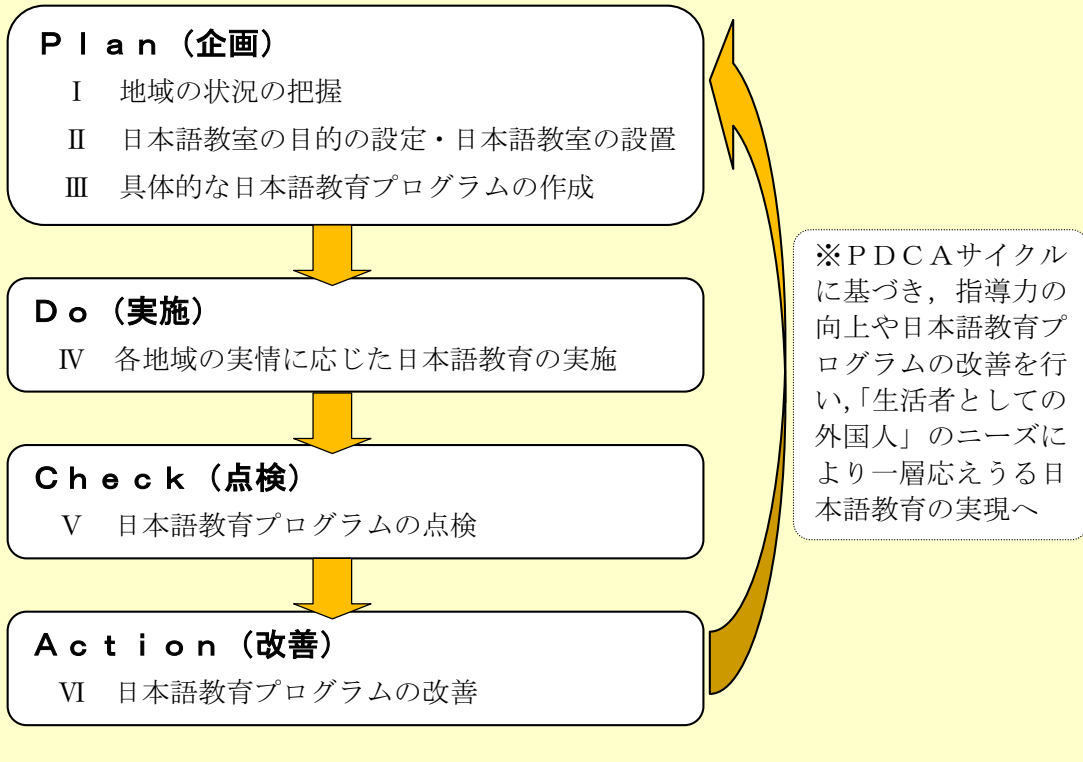 Ｐｌａｎ（企画）
Ⅰ　地域の状況の把握
Ⅱ　日本語教室の目的の設定・日本語教室の設置
Ⅲ　具体的な日本語教育プログラムの作成
Ｄｏ（実施）
Ⅳ　各地域の実情に応じた日本語教育の実施
Ｃｈｅｃｋ（点検）
Ⅴ　日本語教育プログラムの点検
Ａｃｔｉｏｎ（改善）
Ⅵ　日本語教育プログラムの改善
※ＰＤＣＡサイクル
に基づき，指導力の
向上や日本語教育プ
ログラムの改善を行
い，「生活者としての
外国人」のニーズに
より一層応えうる日
本語教育の実現へ